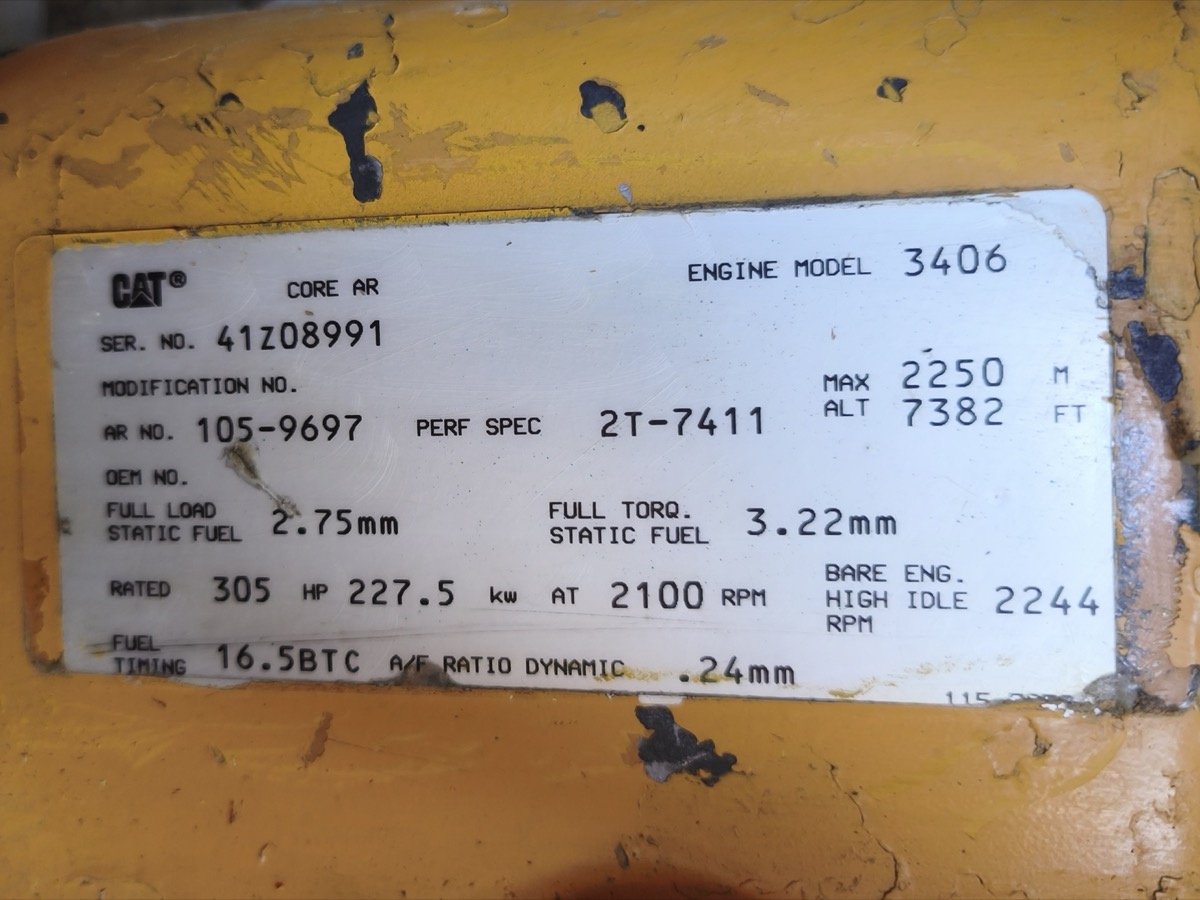 CAT® CORE AR ENGINE MODEL 3406
SER. NO. 41Z08991
MODIFICATION NO.
MAX ALT 2250 M
7382 FT
AR NO. 105-9697 PERF SPEC 2T-7411
OEM NO.
FULL LOAD STATIC FUEL 2.75mm FULL TORQ. STATIC FUEL 3.22mm
RATED 305 HP 227.5 kw AT 2100 RPM BARE ENG. HIGH IDLE RPM 2244
FUEL TIMING 16.5BTC A/F RATIO DYNAMIC .24mm